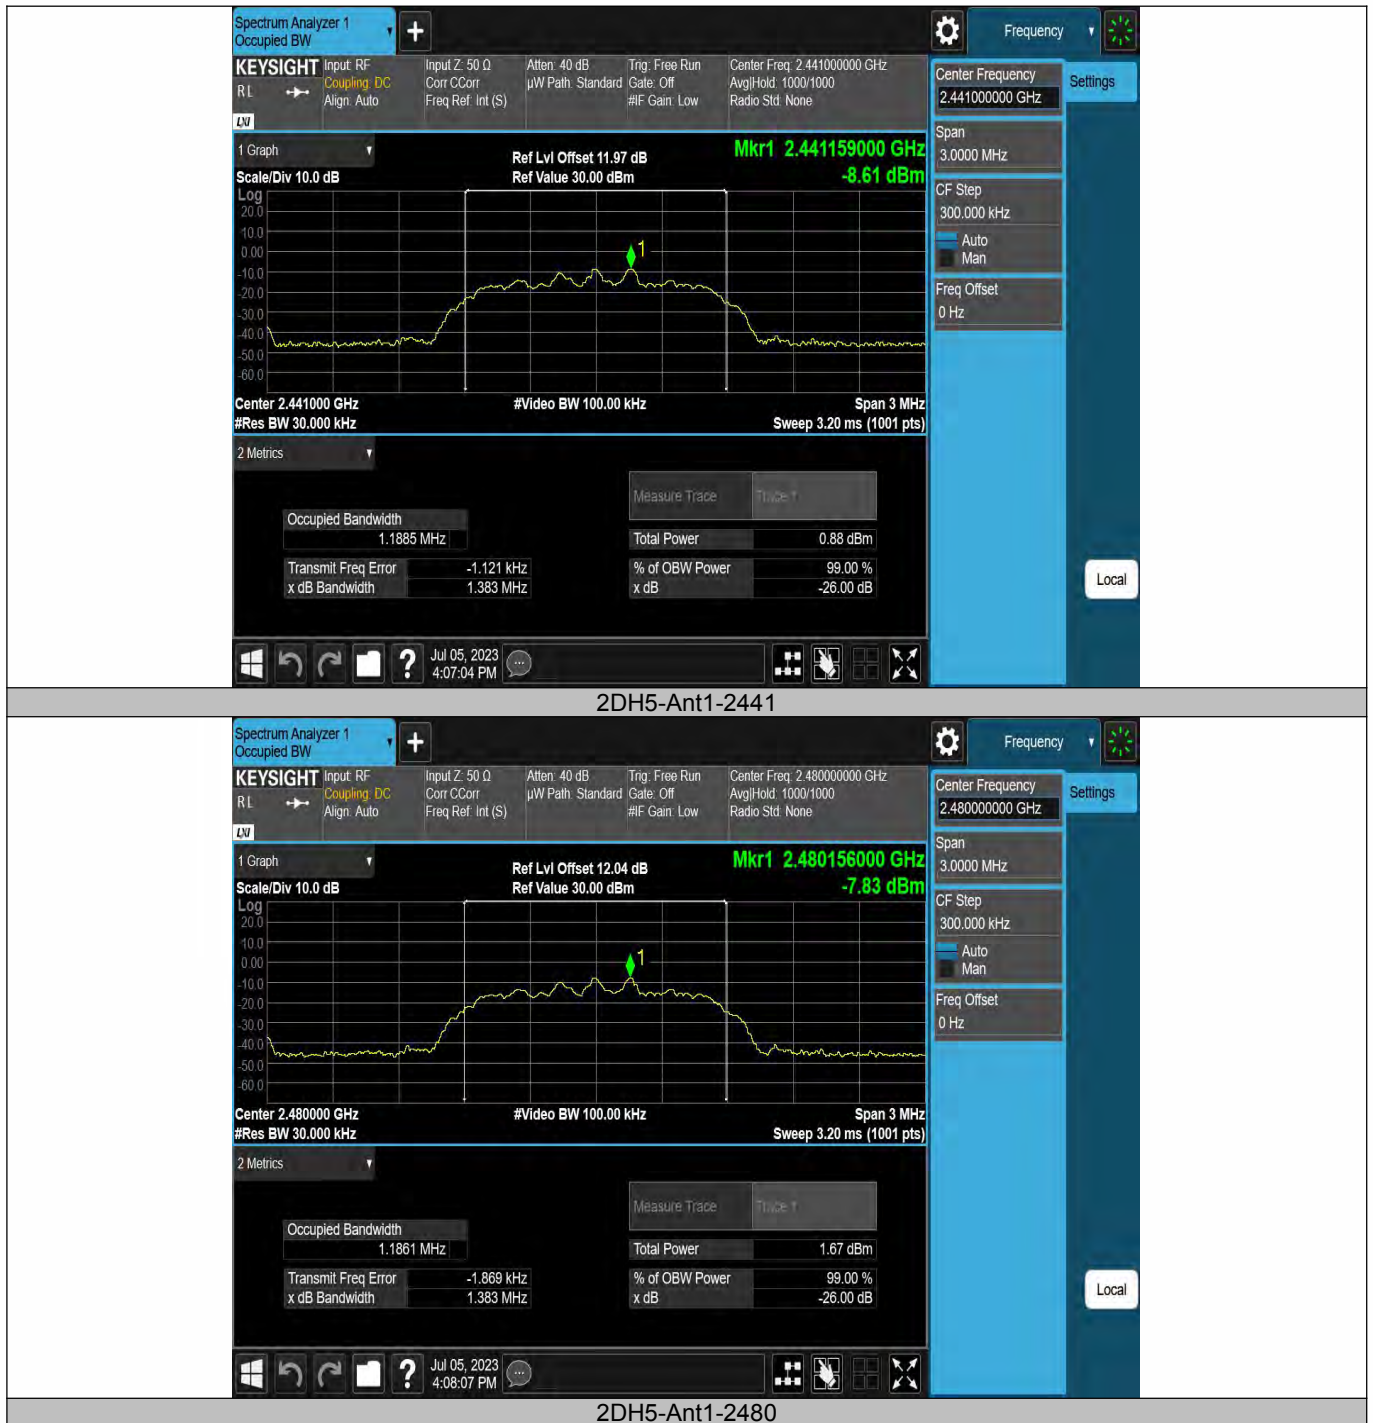 Spectrum Analyzer 1
Occupied BW
+
Frequency
KEYSIGHT
R L
LXI
Input: RF
Coupling: DC
Align: Auto
Input Z: 50 Ω
Corr CCorr
Freq Ref: Int (S)
Atten: 40 dB
µW Path: Standard
Trig: Free Run
Gate: Off
#IF Gain: Low
Center Freq: 2.441000000 GHz
Avg|Hold: 1000/1000
Radio Std: None
Center Frequency
2.441000000 GHz
Settings
Span
3.0000 MHz
CF Step
300.000 kHz
Auto
Man
Freq Offset
0 Hz
Local
1 Graph
Scale/Div 10.0 dB
Ref Lvl Offset 11.97 dB
Ref Value 30.00 dBm
Mkr1 2.441159000 GHz
-8.61 dBm
Log
20.0
10.0
0.00
-10.0
-20.0
-30.0
-40.0
-50.0
-60.0
1
Center 2.441000 GHz
#Res BW 30.000 kHz
#Video BW 100.00 kHz
Span 3 MHz
Sweep 3.20 ms (1001 pts)
2 Metrics
Measure Trace
Trace 1
Occupied Bandwidth
1.1885 MHz
Total Power 0.88 dBm
Transmit Freq Error -1.121 kHz
x dB Bandwidth 1.383 MHz
% of OBW Power 99.00 %
x dB -26.00 dB
?
Jul 05, 2023
4:07:04 PM
2DH5-Ant1-2441
Spectrum Analyzer 1
Occupied BW
+
Frequency
KEYSIGHT
R L
LXI
Input: RF
Coupling: DC
Align: Auto
Input Z: 50 Ω
Corr CCorr
Freq Ref: Int (S)
Atten: 40 dB
µW Path: Standard
Trig: Free Run
Gate: Off
#IF Gain: Low
Center Freq: 2.480000000 GHz
Avg|Hold: 1000/1000
Radio Std: None
Center Frequency
2.480000000 GHz
Settings
Span
3.0000 MHz
CF Step
300.000 kHz
Auto
Man
Freq Offset
0 Hz
Local
1 Graph
Scale/Div 10.0 dB
Ref Lvl Offset 12.04 dB
Ref Value 30.00 dBm
Mkr1 2.480156000 GHz
-7.83 dBm
Log
20.0
10.0
0.00
-10.0
-20.0
-30.0
-40.0
-50.0
-60.0
1
Center 2.480000 GHz
#Res BW 30.000 kHz
#Video BW 100.00 kHz
Span 3 MHz
Sweep 3.20 ms (1001 pts)
2 Metrics
Measure Trace
Trace 1
Occupied Bandwidth
1.1861 MHz
Total Power 1.67 dBm
Transmit Freq Error -1.869 kHz
x dB Bandwidth 1.383 MHz
% of OBW Power 99.00 %
x dB -26.00 dB
?
Jul 05, 2023
4:08:07 PM
2DH5-Ant1-2480